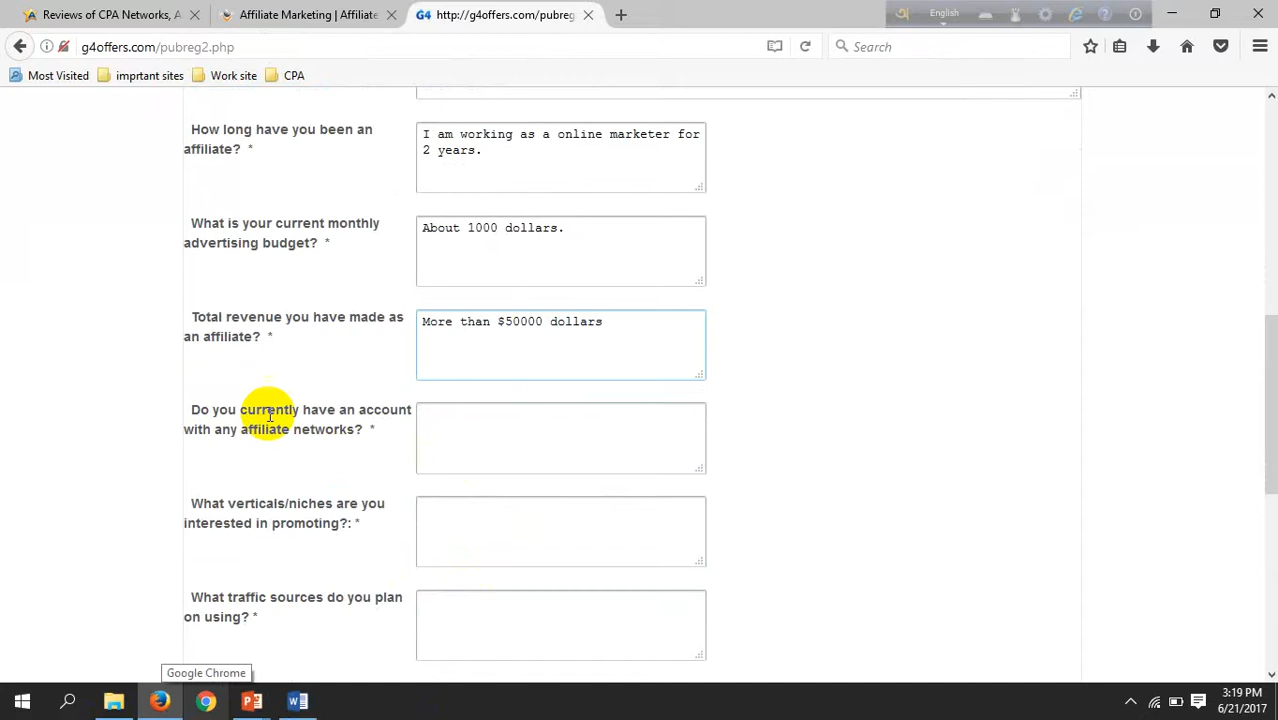 Reviews of CPA Networks, A
Affiliate Marketing | Affiliate
G4 http://g4offers.com/pubreg
English
g4offers.com/pubreg2.php
Search
Most Visited
imprtant sites
Work site
CPA
How long have you been an
affiliate? *
I am working as a online marketer for
2 years.
What is your current monthly
advertising budget? *
About 1000 dollars.
Total revenue you have made as
an affiliate? *
More than $50000 dollars
Do you currently have an account
with any affiliate networks? *
What verticals/niches are you
interested in promoting?: *
What traffic sources do you plan
on using? *
Google Chrome
3:19 PM
6/21/2017